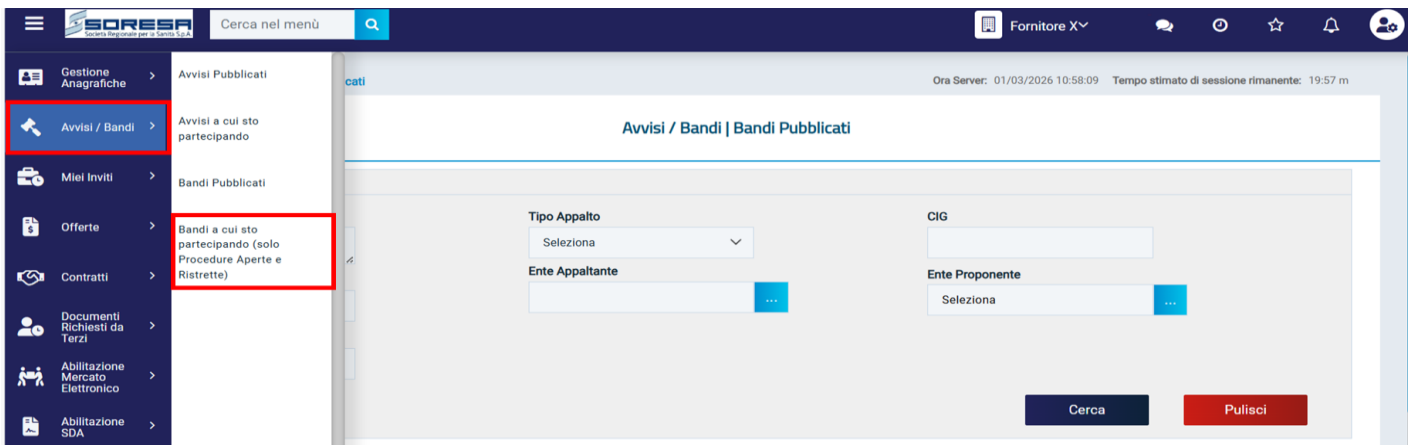 SORESA
Società Regionale per la Sanità S.p.A.
Cerca nel menù
Fornitore X
Gestione
Anagrafiche
Avvisi / Bandi
Miei Inviti
Offerte
Contratti
Documenti
Richiesti da
Terzi
Abilitazione
Mercato
Elettronico
Abilitazione
SDA
Avvisi Pubblicati
Avvisi a cui sto
partecipando
Bandi Pubblicati
Bandi a cui sto
partecipando (solo
Procedure Aperte e
Ristrette)
cati
Ora Server: 01/03/2026 10:58:09 Tempo stimato di sessione rimanente: 19:57 m
Avvisi / Bandi | Bandi Pubblicati
Tipo Appalto
Seleziona
CIG
Ente Appaltante
...
Ente Proponente
Seleziona
...
Cerca
Pulisci